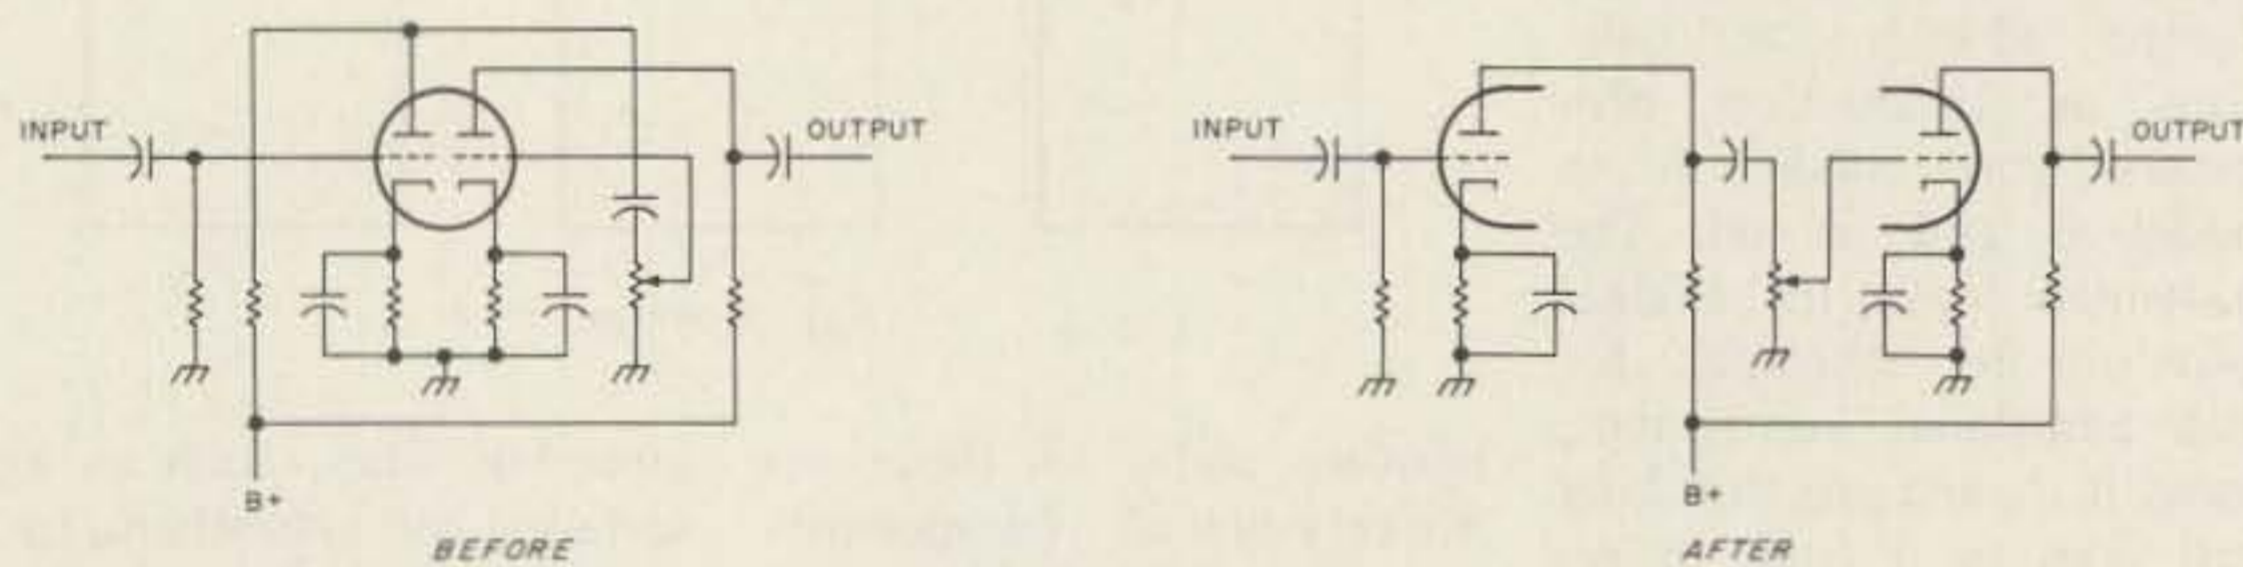 INPUT
OUTPUT
B+
BEFORE
INPUT
OUTPUT
B+
AFTER